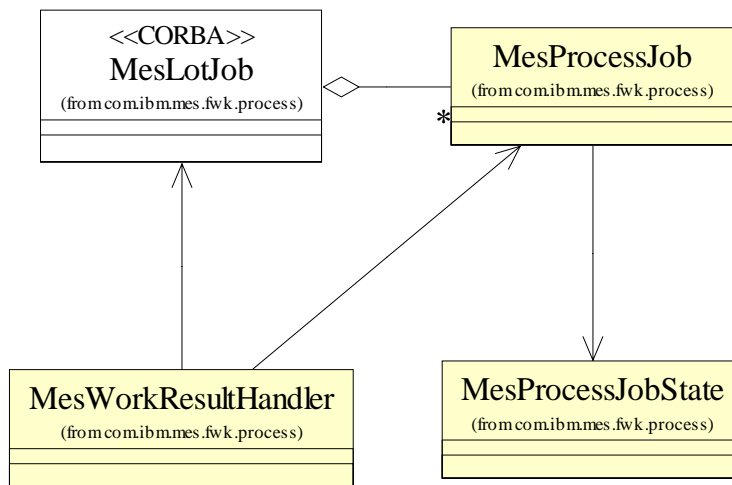 <<CORBA>>
MesLotJob
(from com.ibm.mes.fwk.process)
MesProcessJob
(from com.ibm.mes.fwk.process)
*
MesWorkResultHandler
(from com.ibm.mes.fwk.process)
MesProcessJobState
(from com.ibm.mes.fwk.process)